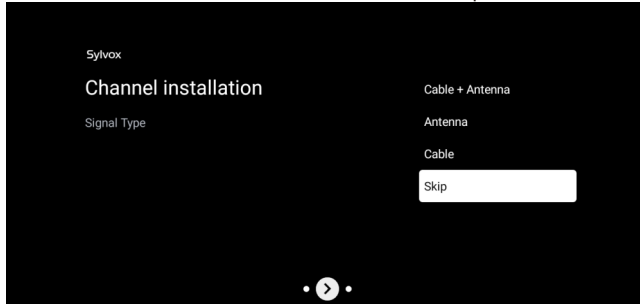 Sylvox
Channel installation
Signal Type
Cable + Antenna
Antenna
Cable
Skip